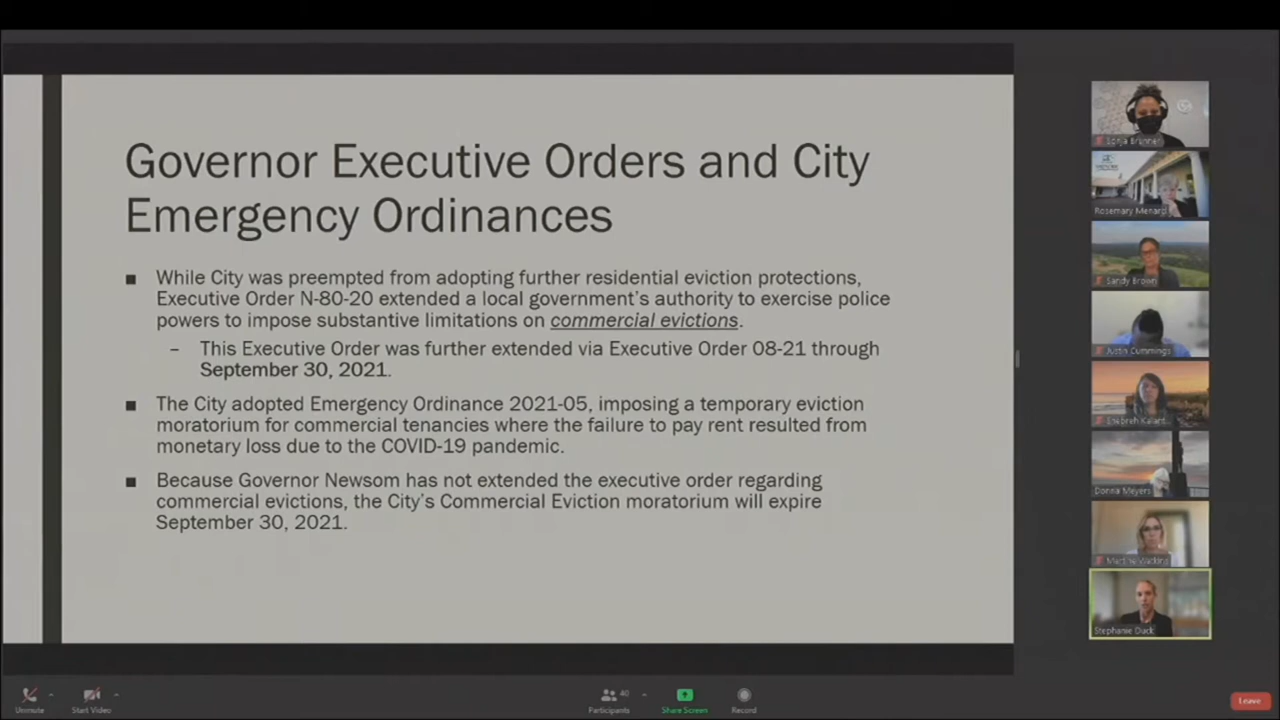 Governor Executive Orders and City
Emergency Ordinances
■ While City was preempted from adopting further residential eviction protections,
Executive Order N-80-20 extended a local government's authority to exercise police
powers to impose substantive limitations on commercial evictions.
– This Executive Order was further extended via Executive Order 08-21 through
September 30, 2021.
■ The City adopted Emergency Ordinance 2021-05, imposing a temporary eviction
moratorium for commercial tenancies where the failure to pay rent resulted from
monetary loss due to the COVID-19 pandemic.
■ Because Governor Newsom has not extended the executive order regarding
commercial evictions, the City's Commercial Eviction moratorium will expire
September 30, 2021.
Sonja Brunner
Rosemary Menard
Sandy Brown
Justin Cummings
Donna Meyers
Martine Watkins
Stephanie Duck
Unmute
Start Video
Participants
40
Share Screen
Record
Leave